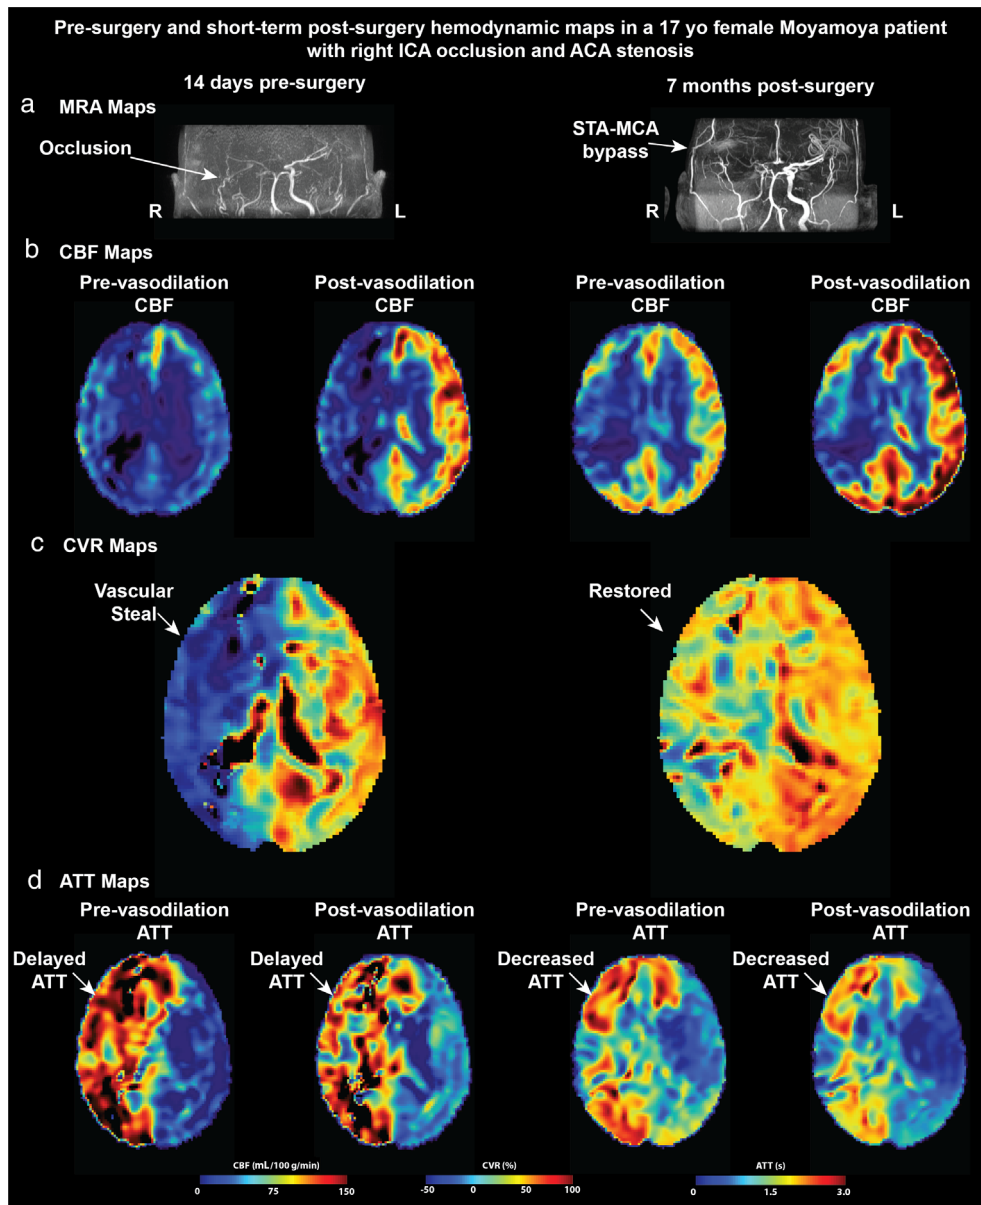 Pre-surgery and short-term post-surgery hemodynamic maps in a 17 yo female Moyamoya patient
with right ICA occlusion and ACA stenosis
14 days pre-surgery
7 months post-surgery
a MRA Maps
Occlusion
R
L
STA-MCA
bypass
R
L
b CBF Maps
Pre-vasodilation
CBF
Post-vasodilation
CBF
Pre-vasodilation
CBF
Post-vasodilation
CBF
c CVR Maps
Vascular
Steal
Restored
d ATT Maps
Pre-vasodilation
ATT
Post-vasodilation
ATT
Pre-vasodilation
ATT
Post-vasodilation
ATT
Delayed
ATT
Delayed
ATT
Decreased
ATT
Decreased
ATT
CBF (mL/100 g/min)
0 75 150
CVR (%)
-50 0 100
ATT (s)
0 1.5 3.0